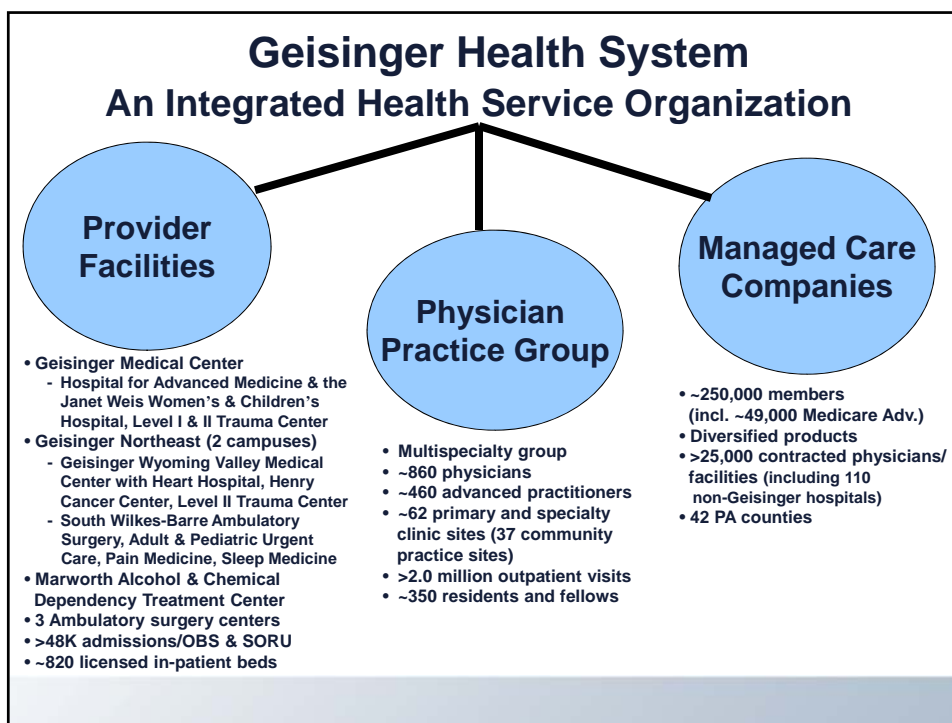 Geisinger Health System
An Integrated Health Service Organization
Provider
Facilities
• Geisinger Medical Center
- Hospital for Advanced Medicine & the
Janet Weis Women's & Children's
Hospital, Level I & II Trauma Center
• Geisinger Northeast (2 campuses)
- Geisinger Wyoming Valley Medical
Center with Heart Hospital, Henry
Cancer Center, Level II Trauma Center
- South Wilkes-Barre Ambulatory
Surgery, Adult & Pediatric Urgent
Care, Pain Medicine, Sleep Medicine
• Marworth Alcohol & Chemical
Dependency Treatment Center
• 3 Ambulatory surgery centers
• >48K admissions/OBS & SORU
• ~820 licensed in-patient beds
Physician
Practice Group
• Multispecialty group
• ~860 physicians
• ~460 advanced practitioners
• ~62 primary and specialty
clinic sites (37 community
practice sites)
• >2.0 million outpatient visits
• ~350 residents and fellows
Managed Care
Companies
• ~250,000 members
(incl. ~49,000 Medicare Adv.)
• Diversified products
• >25,000 contracted physicians/
facilities (including 110
non-Geisinger hospitals)
• 42 PA counties